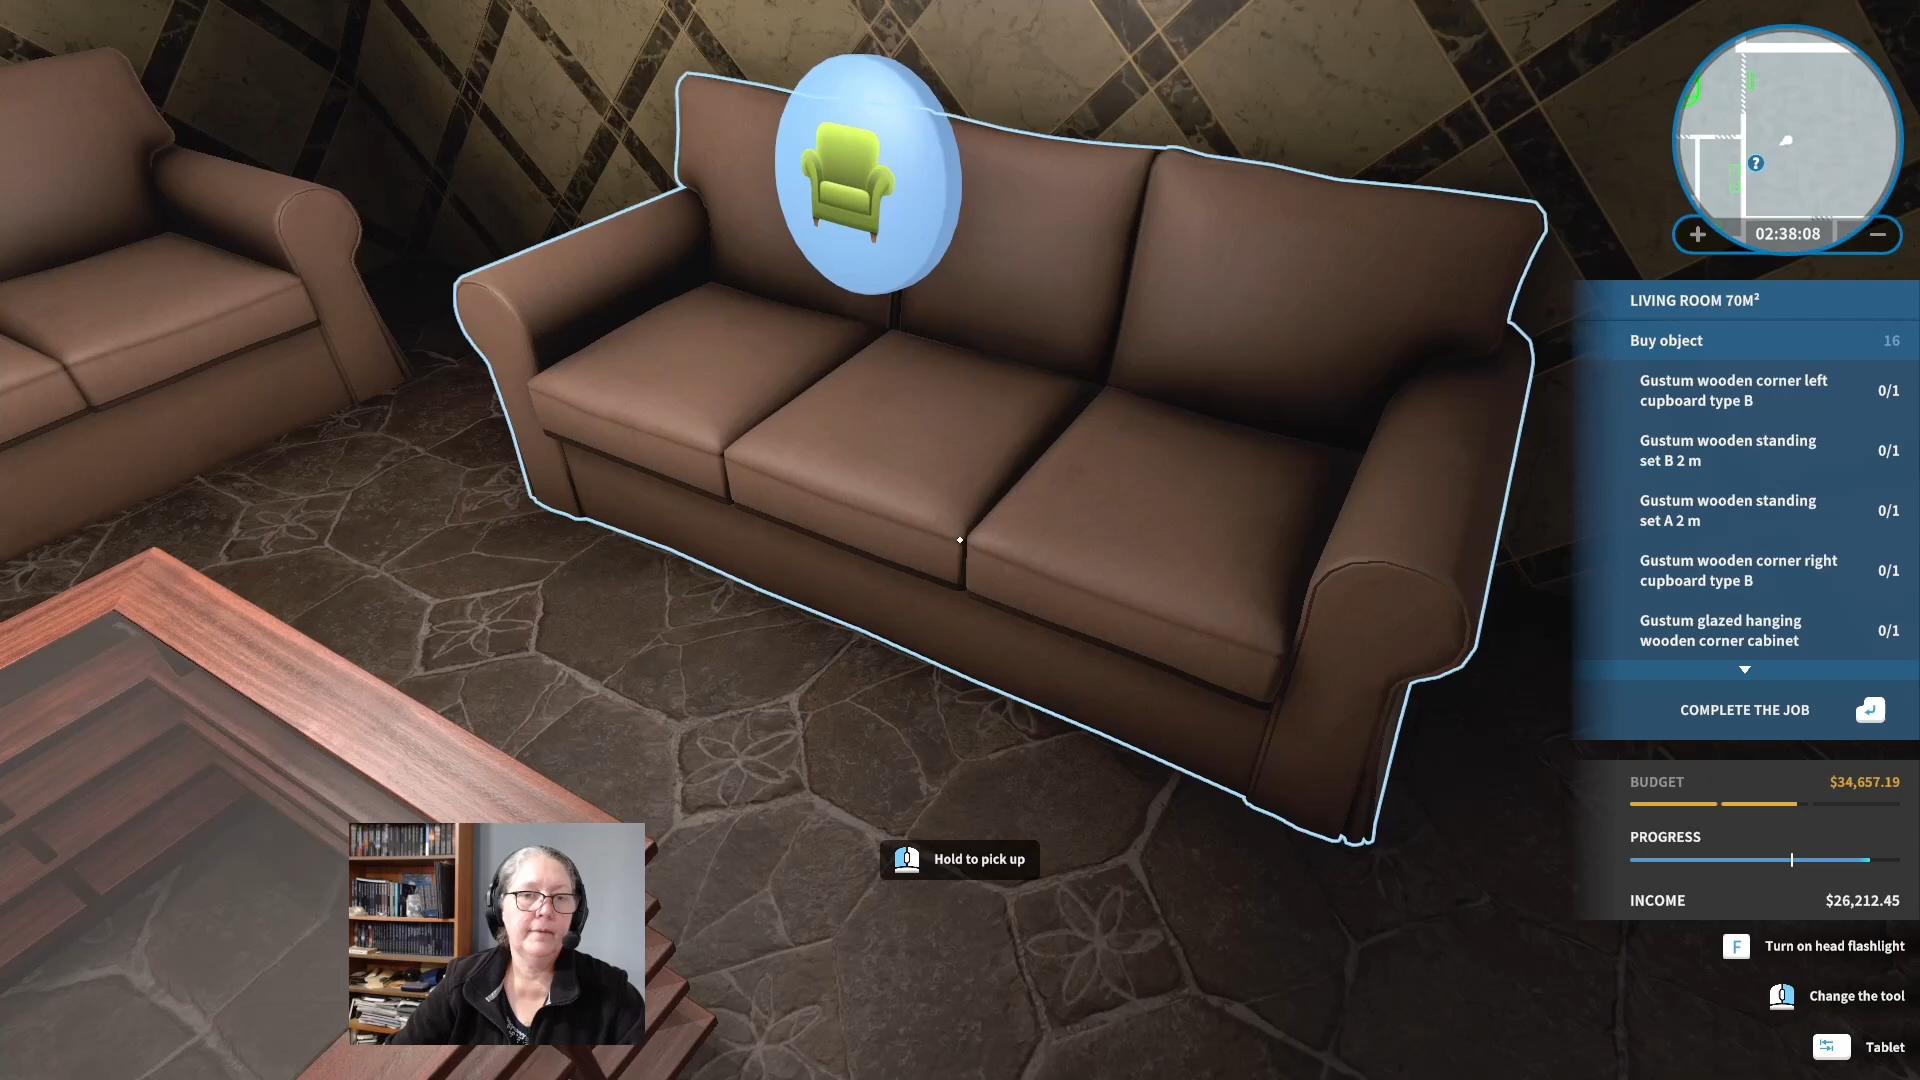 02:38:08
LIVING ROOM 70M²
Buy object 16
Gustum wooden corner left
cupboard type B 0/1
Gustum wooden standing
set B 2 m 0/1
Gustum wooden standing
set A 2 m 0/1
Gustum wooden corner right
cupboard type B 0/1
Gustum glazed hanging
wooden corner cabinet 0/1
COMPLETE THE JOB
BUDGET $34,657.19
PROGRESS
INCOME $26,212.45
Hold to pick up
F Turn on head flashlight
Change the tool
Tablet